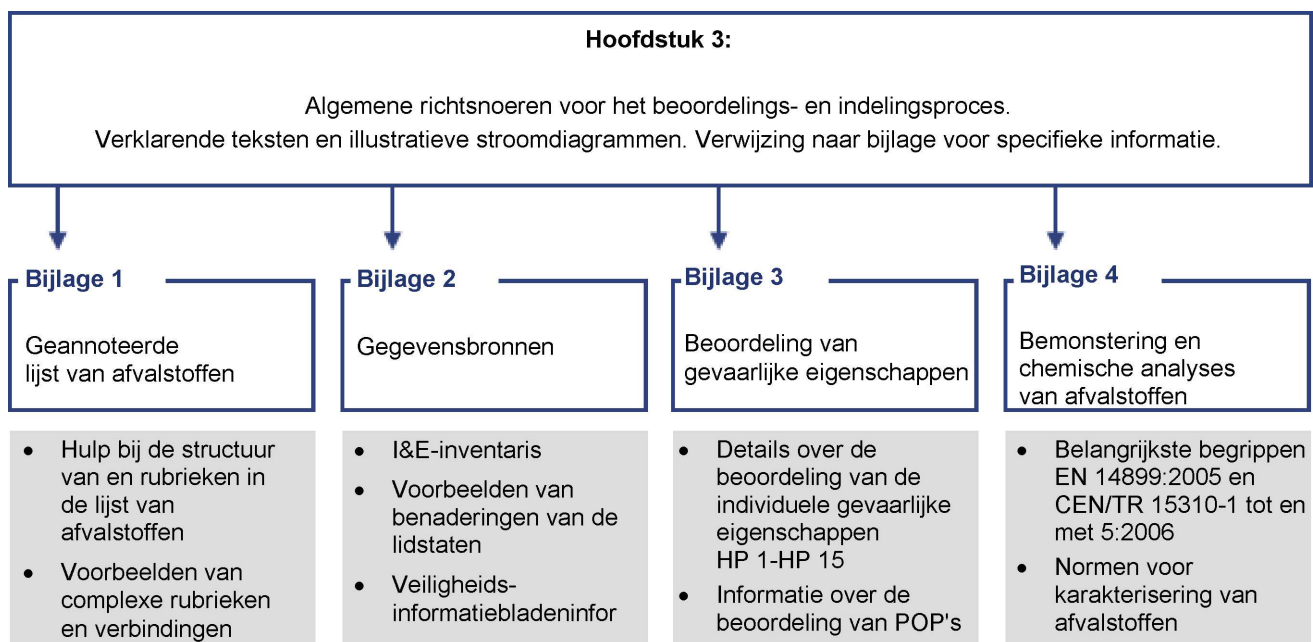 Hoofdstuk 3:
Algemene richtsnoeren voor het beoordelings- en indelingsproces.
Verklarende teksten en illustratieve stroomdiagrammen. Verwijzing naar bijlage voor specifieke informatie.
Bijlage 1
Geannoteerde
lijst van afvalstoffen
• Hulp bij de structuur
van en rubrieken in
de lijst van
afvalstoffen
• Voorbeelden van
complexe rubrieken
en verbindingen
Bijlage 2
Gegevensbronnen
• I&E-inventaris
• Voorbeelden van
benaderingen van de
lidstaten
• Veiligheids-
informatiebladeninfor
Bijlage 3
Beoordeling van
gevaarlijke eigenschappen
• Details over de
beoordeling van de
individuele gevaarlijke
eigenschappen
HP 1-HP 15
• Informatie over de
beoordeling van POP's
Bijlage 4
Bemonstering en
chemische analyses
van afvalstoffen
• Belangrijkste begrippen
EN 14899:2005 en
CEN/TR 15310-1 tot en
met 5:2006
• Normen voor
karakterisering van
afvalstoffen